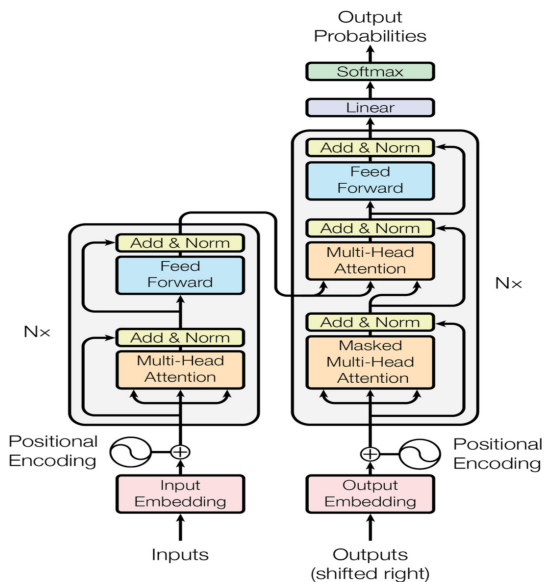 Output
Probabilities
Softmax
Linear
Add & Norm
Feed
Forward
Add & Norm
Multi-Head
Attention
Add & Norm
Masked
Multi-Head
Attention
N×
Add & Norm
Feed
Forward
Add & Norm
Multi-Head
Attention
N×
Positional
Encoding
Positional
Encoding
Input
Embedding
Output
Embedding
Inputs
Outputs
(shifted right)